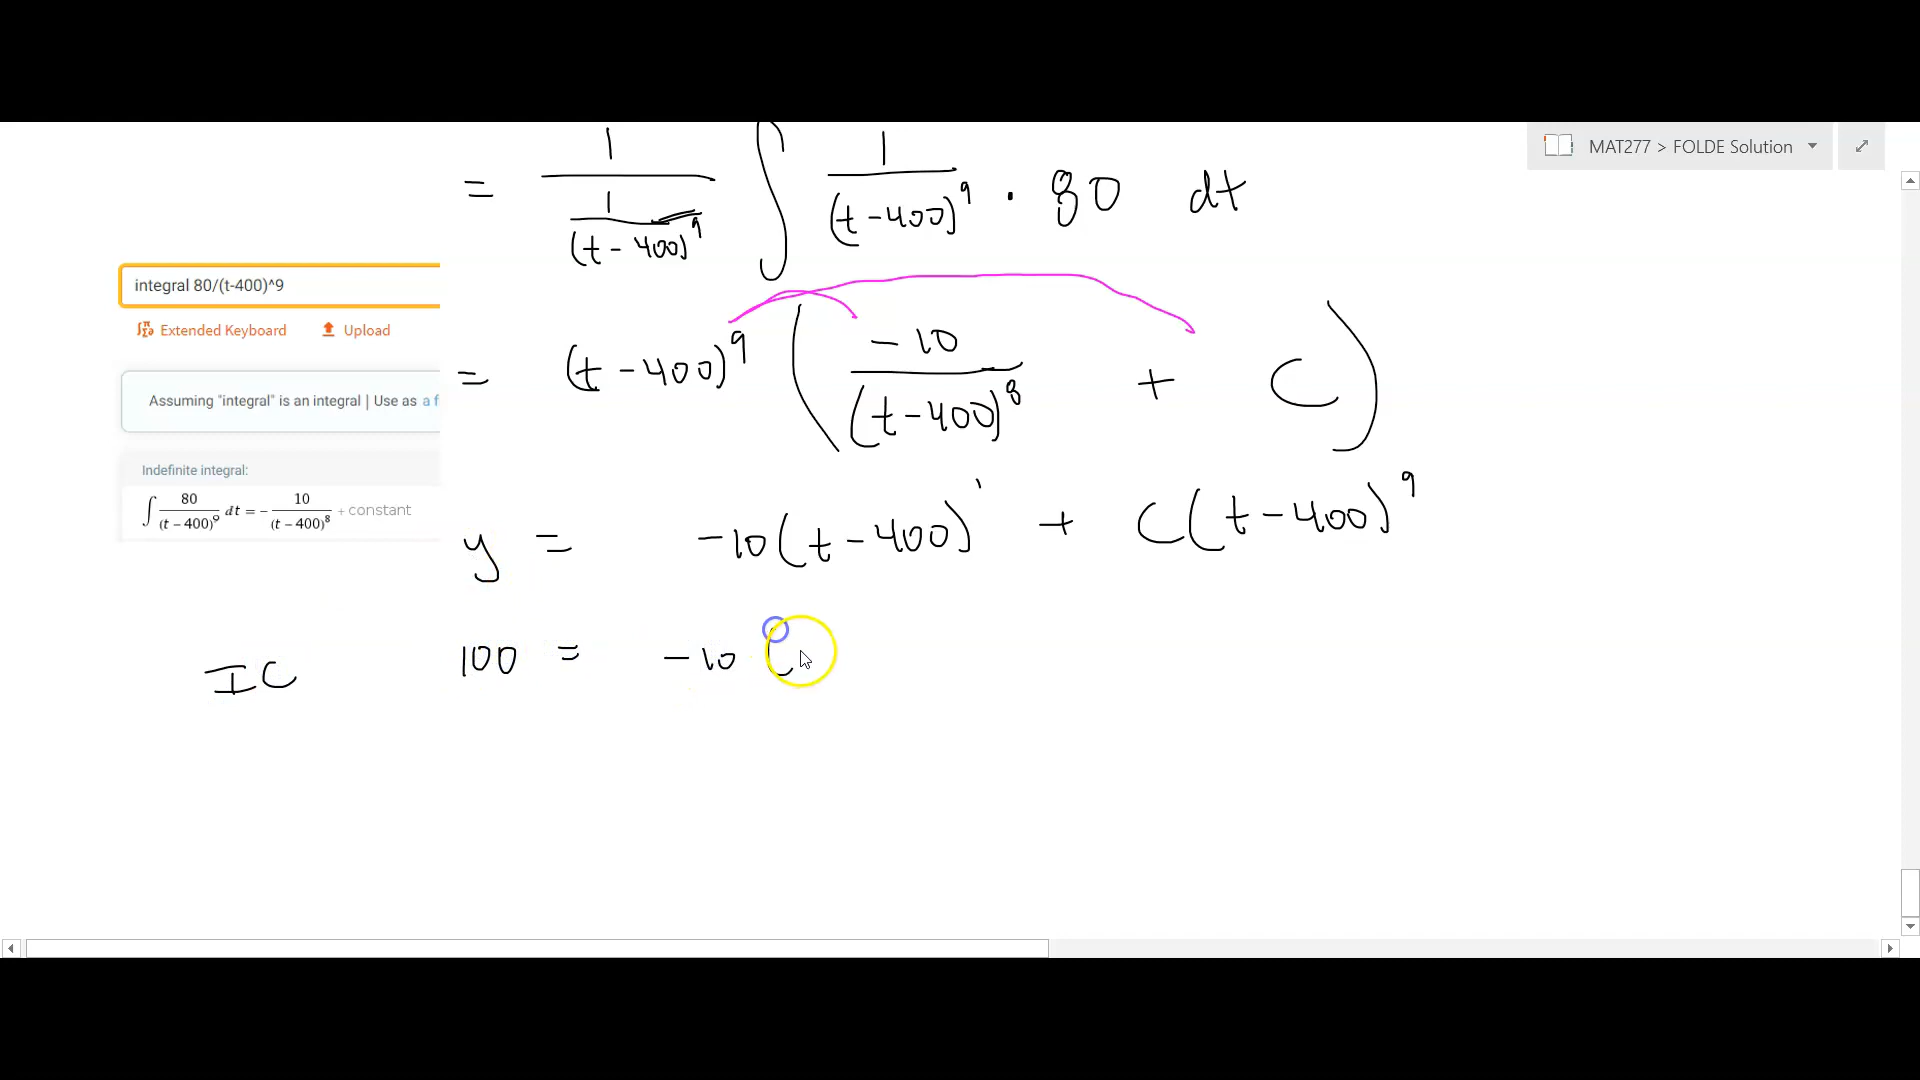 MAT277 > FOLDE Solution
= 1 / (1 / (t-400)^9) ∫ 1 / (t-400)^9 · 80 dt
integral 80/(t-400)^9
Extended Keyboard Upload
= (t-400)^9 ( -10 / (t-400)^8 + C )
Assuming "integral" is an integral | Use as a f
Indefinite integral:
∫ 80 / (t-400)^9 dt = - 10 / (t-400)^8 + constant
y = -10(t-400)^1 + C(t-400)^9
IC 100 = -10 (